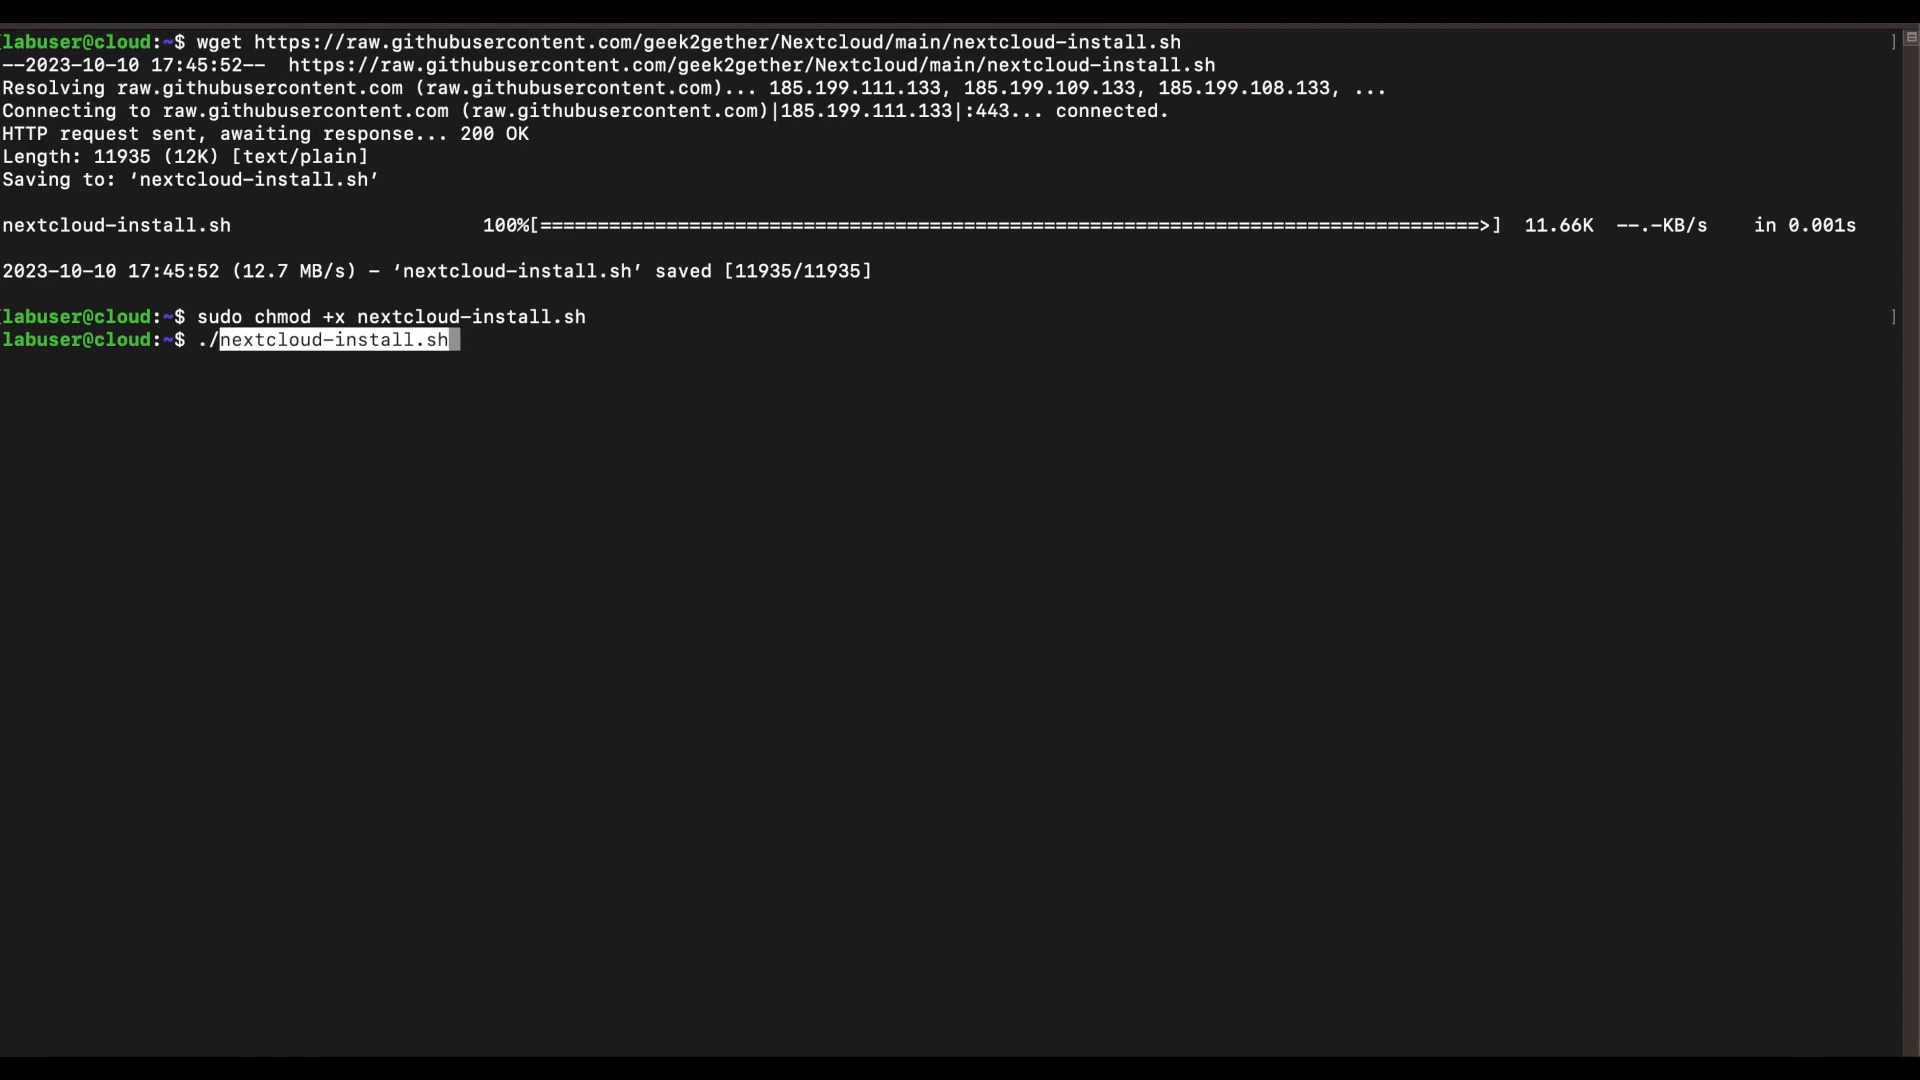 labuser@cloud:~$ wget https://raw.githubusercontent.com/geek2gether/Nextcloud/main/nextcloud-install.sh
--2023-10-10 17:45:52--  https://raw.githubusercontent.com/geek2gether/Nextcloud/main/nextcloud-install.sh
Resolving raw.githubusercontent.com (raw.githubusercontent.com)... 185.199.111.133, 185.199.109.133, 185.199.108.133, ...
Connecting to raw.githubusercontent.com (raw.githubusercontent.com)|185.199.111.133|:443... connected.
HTTP request sent, awaiting response... 200 OK
Length: 11935 (12K) [text/plain]
Saving to: ‘nextcloud-install.sh’
nextcloud-install.sh 100%[==================================================================================>] 11.66K --.-KB/s in 0.001s
2023-10-10 17:45:52 (12.7 MB/s) - ‘nextcloud-install.sh’ saved [11935/11935]
labuser@cloud:~$ sudo chmod +x nextcloud-install.sh
labuser@cloud:~$ ./nextcloud-install.sh